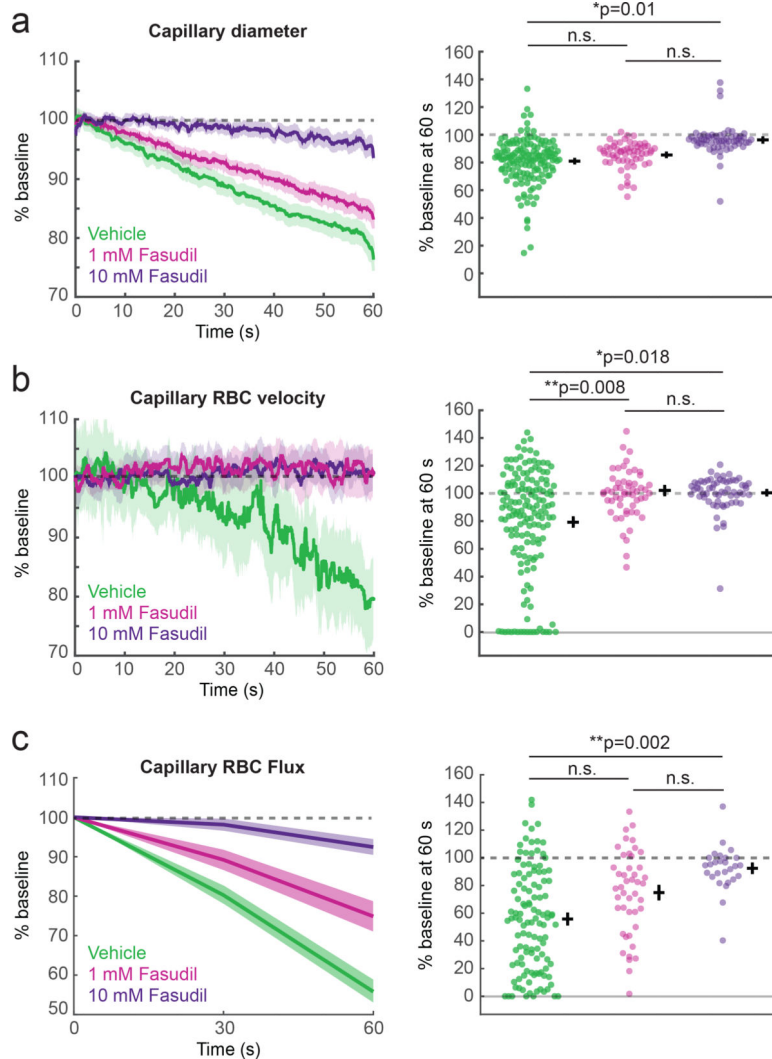 a
Capillary diameter
110
100
90
80
70
% baseline
Vehicle
1 mM Fasudil
10 mM Fasudil
0 10 20 30 40 50 60
Time (s)
*p=0.01
n.s.
n.s.
160
140
120
100
80
60
40
20
0
% baseline at 60 s
b
Capillary RBC velocity
110
100
90
80
70
% baseline
Vehicle
1 mM Fasudil
10 mM Fasudil
0 10 20 30 40 50 60
Time (s)
*p=0.018
**p=0.008
n.s.
160
140
120
100
80
60
40
20
0
% baseline at 60 s
c
Capillary RBC Flux
110
100
90
80
70
60
50
% baseline
Vehicle
1 mM Fasudil
10 mM Fasudil
0 30 60
Time (s)
**p=0.002
n.s.
n.s.
160
140
120
100
80
60
40
20
0
% baseline at 60 s